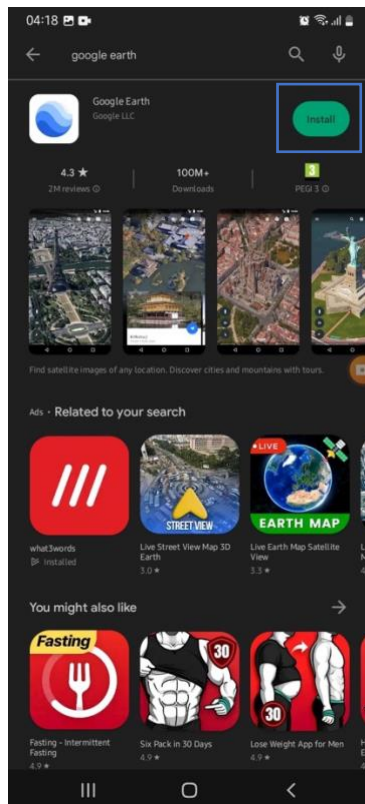 04:18
google earth
Google Earth
Google LLC
Install
4.3 ★
100M+
3
2M reviews
Downloads
PEGI 3
Find satellite images of any location. Discover cities and mountains with tours.
Ads • Related to your search
LIVE
STREET VIEW
EARTH MAP
what3words
Live Street View Map 3D
Live Earth Map Satellite
Installed
Earth
View
3.0 ★
3.3 ★
You might also like
Fasting
30
30
Fasting - Intermittent
Six Pack in 30 Days
Lose Weight App for Men
Fasting
4.9 ★
4.9 ★
4.9 ★